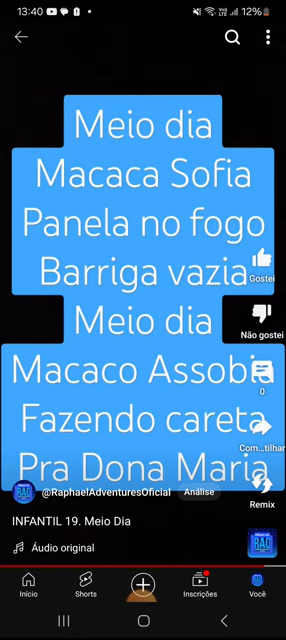 13:40
12%
Meio dia
Macaca Sofia
Panela no fogo
Barriga vazia
Gostei
Meio dia
Não gostei
Macaco Assobia
0
Fazendo careta
Com...tilhar
Pra Dona Maria
@RaphaelAdventuresOficial Análise
Remix
INFANTIL 19. Meio Dia
Áudio original
RAO
Início Shorts Inscrições Você